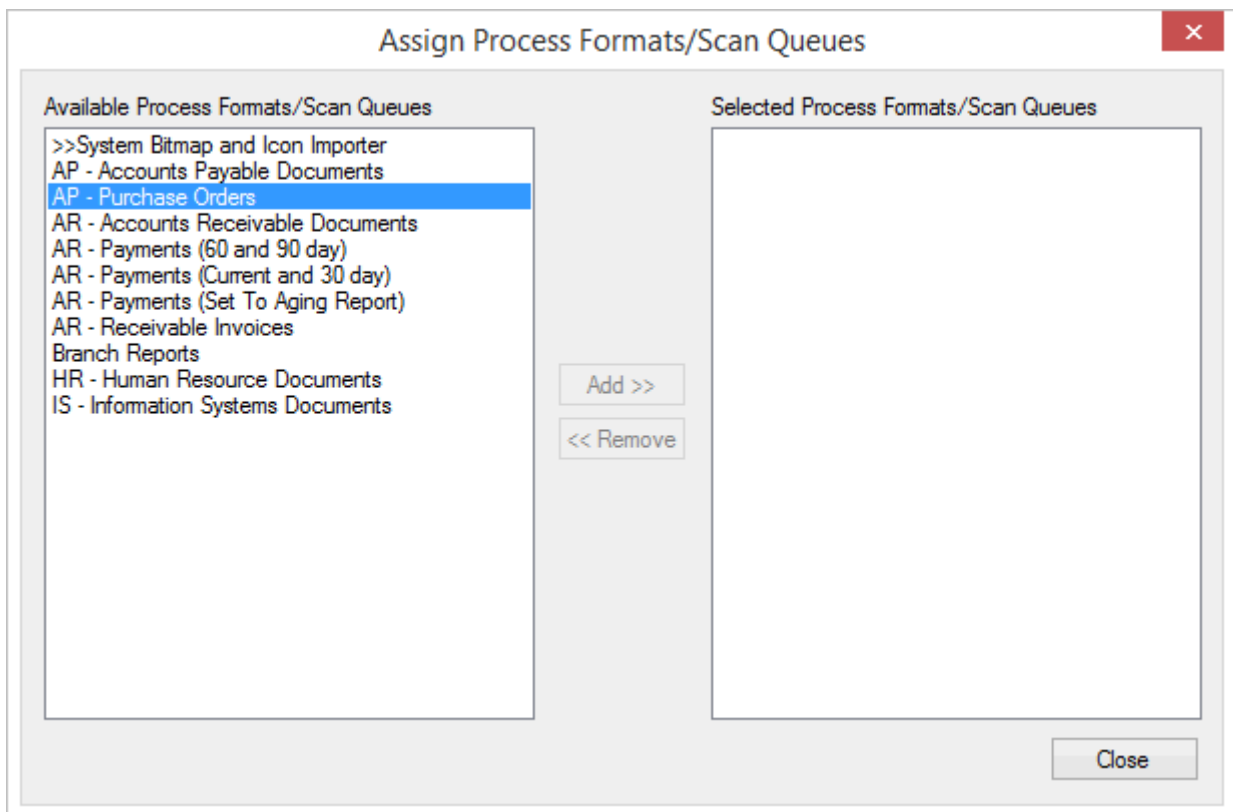 Assign Process Formats/Scan Queues
Available Process Formats/Scan Queues
Selected Process Formats/Scan Queues
>>System Bitmap and Icon Importer
AP - Accounts Payable Documents
AP - Purchase Orders
AR - Accounts Receivable Documents
AR - Payments (60 and 90 day)
AR - Payments (Current and 30 day)
AR - Payments (Set To Aging Report)
AR - Receivable Invoices
Branch Reports
HR - Human Resource Documents
IS - Information Systems Documents
Add >>
<< Remove
Close